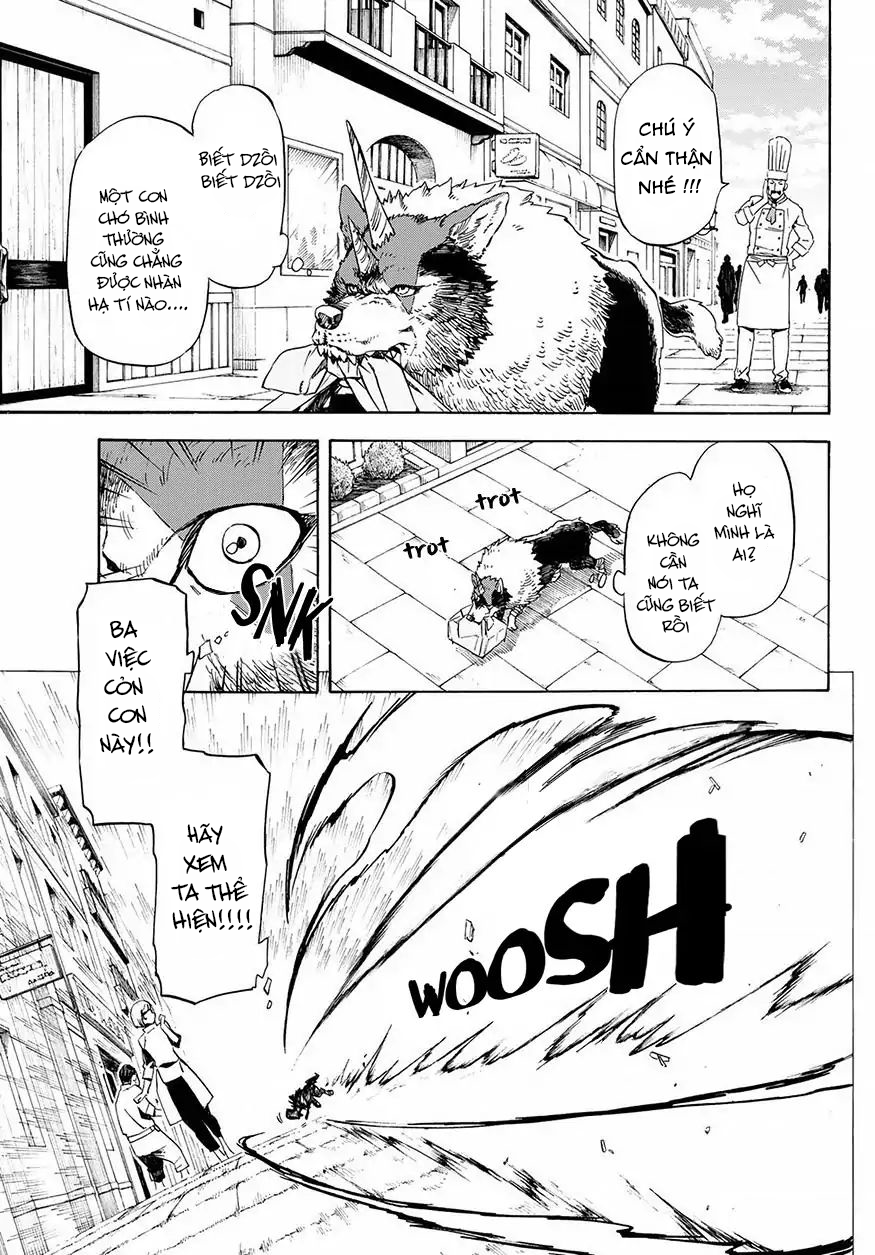 CHÚ Ý
CẨN THẬN
NHÉ !!!
BIẾT DZỒI
BIẾT DZỒI
MỘT CON
CHÓ BÌNH
THƯỜNG
CŨNG CHẲNG
ĐƯỢC NHÀN
HẠ TÍ NÀO....
HỌ
NGHĨ
MÌNH LÀ
AI?
KHÔNG
CẦN
NÓI TA
CŨNG BIẾT
RỒI
trot
trot
SNK
BA
VIỆC
CỎN
CON
NÀY!!
HÃY
XEM
TA THỂ
HIỆN!!!!
WOOSH